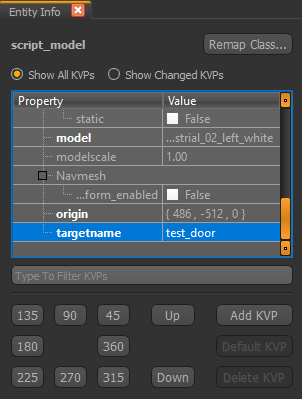 Entity Info
script_model
Remap Class...
Show All KVPs Show Changed KVPs
Property Value
static False
model ...strial_02_left_white
modelscale 1.00
Navmesh
...form_enabled False
origin { 486 , -512 , 0 }
targetname test_door
Type To Filter KVPs
135 90 45 Up Add KVP
180 360 Default KVP
225 270 315 Down Delete KVP